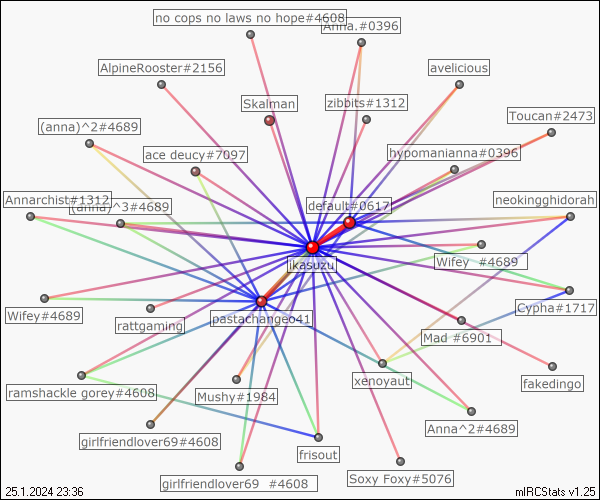 no cops no laws no hope#4608
Anna.#0396
AlpineRooster#2156
avelicious
Skalman
zibbits#1312
Toucan#2473
(anna)^2#4689
ace deucy#7097
hypomanianna#0396
Annarchist#1312
(anna)^3#4689
default#0617
neokingghidorah
ikasuzu
Wifey #4689
Wifey#4689
rattgaming
pastachangeo41
Cypha#1717
Mad #6901
xenoyaut
fakedingo
ramshackle gorey#4608
Mushy#1984
girlfriendlover69#4608
frisout
Anna^2#4689
girlfriendlover69 #4608
Soxy Foxy#5076
25.1.2024 23:36
mIRCStats v1.25